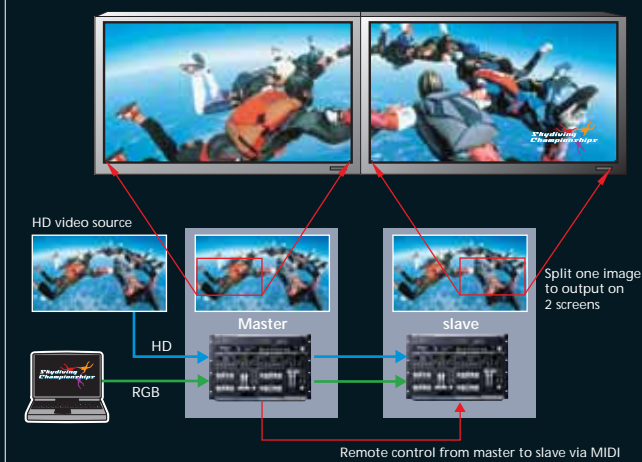 Skydiving
Championships
HD video source
Master
slave
Split one image
to output on
2 screens
HD
Skydiving
Championships
RGB
Remote control from master to slave via MIDI